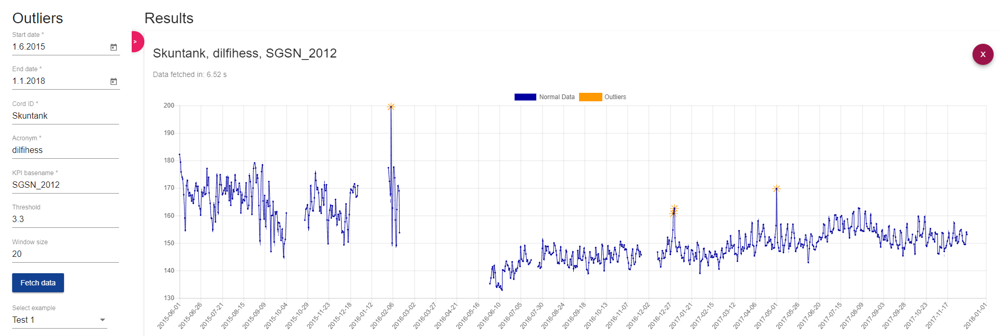 Outliers
Start date *
1.6.2015
End date *
1.1.2018
Cord ID *
Skuntank
Acronym *
dilfihess
KPI basename *
SGSN_2012
Threshold
3.3
Window size
20
Fetch data
Select example
Test 1
>
Results
Skuntank, dilfihess, SGSN_2012
X
Data fetched in: 6.52 s
Normal Data
Outliers
200
190
180
170
160
150
140
130
2015-06-01
2015-06-26
2015-07-21
2015-08-15
2015-09-09
2015-10-04
2015-10-29
2015-11-23
2015-12-18
2016-01-12
2016-02-06
2016-03-02
2016-03-27
2016-04-21
2016-05-16
2016-06-10
2016-07-05
2016-07-30
2016-08-24
2016-09-18
2016-10-13
2016-11-07
2016-12-02
2016-12-27
2017-01-21
2017-02-15
2017-03-12
2017-04-06
2017-05-01
2017-05-26
2017-06-20
2017-07-15
2017-08-09
2017-09-03
2017-09-28
2017-10-23
2017-11-17
2018-01-01